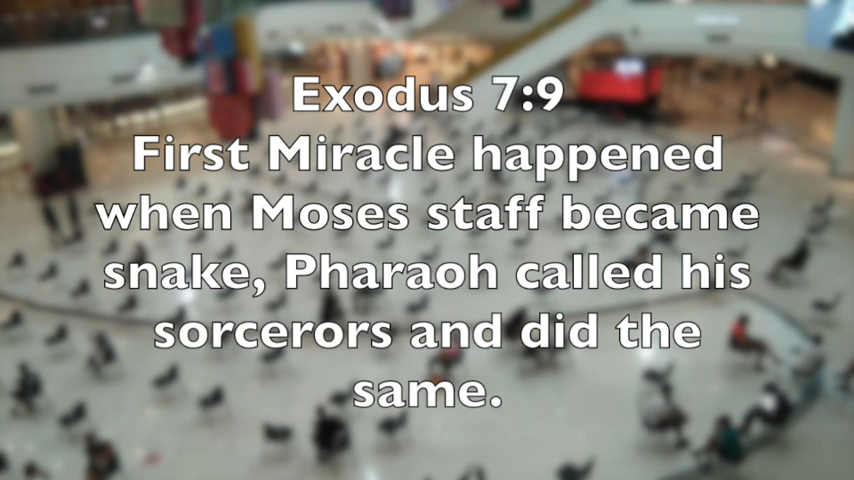 Exodus 7:9
First Miracle happened
when Moses staff became
snake, Pharaoh called his
sorcerors and did the
same.